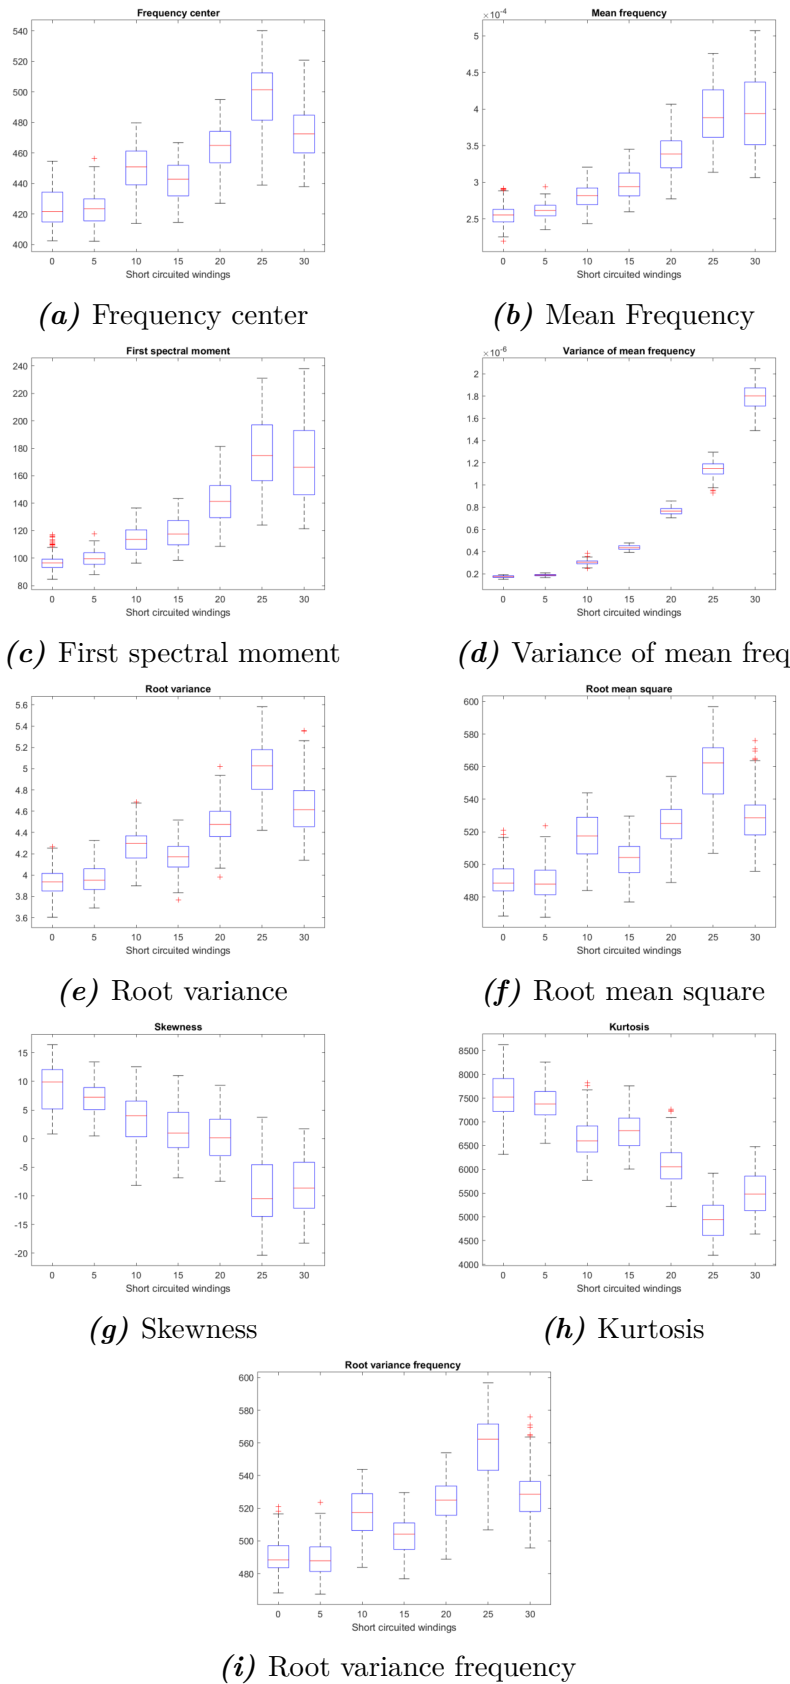 Frequency center
540
520
500
480
460
440
420
400
0 5 10 15 20 25 30
Short circuited windings
(a) Frequency center
×10^-4
Mean frequency
5
4.5
4
3.5
3
2.5
0 5 10 15 20 25 30
Short circuited windings
(b) Mean Frequency
First spectral moment
240
220
200
180
160
140
120
100
80
0 5 10 15 20 25 30
Short circuited windings
(c) First spectral moment
×10^-6
Variance of mean frequency
2
1.8
1.6
1.4
1.2
1
0.8
0.6
0.4
0.2
0 5 10 15 20 25 30
Short circuited windings
(d) Variance of mean freq
Root variance
5.6
5.4
5.2
5
4.8
4.6
4.4
4.2
4
3.8
3.6
0 5 10 15 20 25 30
Short circuited windings
(e) Root variance
Root mean square
600
580
560
540
520
500
480
0 5 10 15 20 25 30
Short circuited windings
(f) Root mean square
Skewness
15
10
5
0
-5
-10
-15
-20
0 5 10 15 20 25 30
Short circuited windings
(g) Skewness
Kurtosis
8500
8000
7500
7000
6500
6000
5500
5000
4500
4000
0 5 10 15 20 25 30
Short circuited windings
(h) Kurtosis
Root variance frequency
600
580
560
540
520
500
480
0 5 10 15 20 25 30
Short circuited windings
(i) Root variance frequency